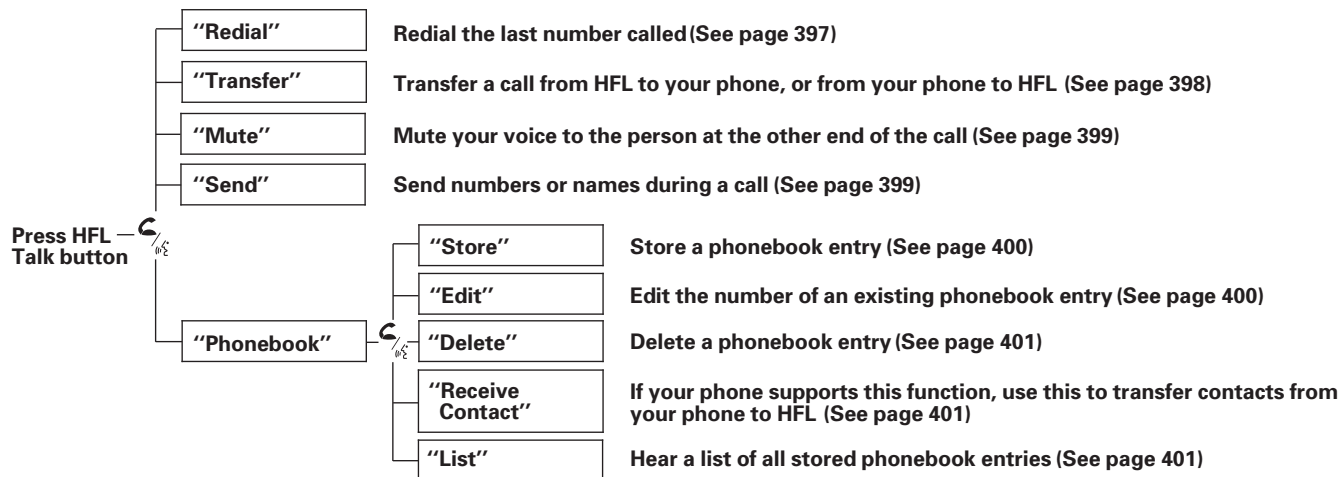 "Redial" Redial the last number called (See page 397)
"Transfer" Transfer a call from HFL to your phone, or from your phone to HFL (See page 398)
"Mute" Mute your voice to the person at the other end of the call (See page 399)
"Send" Send numbers or names during a call (See page 399)
Press HFL
Talk button
"Phonebook"
"Store" Store a phonebook entry (See page 400)
"Edit" Edit the number of an existing phonebook entry (See page 400)
"Delete" Delete a phonebook entry (See page 401)
"Receive
Contact"
If your phone supports this function, use this to transfer contacts from
your phone to HFL (See page 401)
"List" Hear a list of all stored phonebook entries (See page 401)